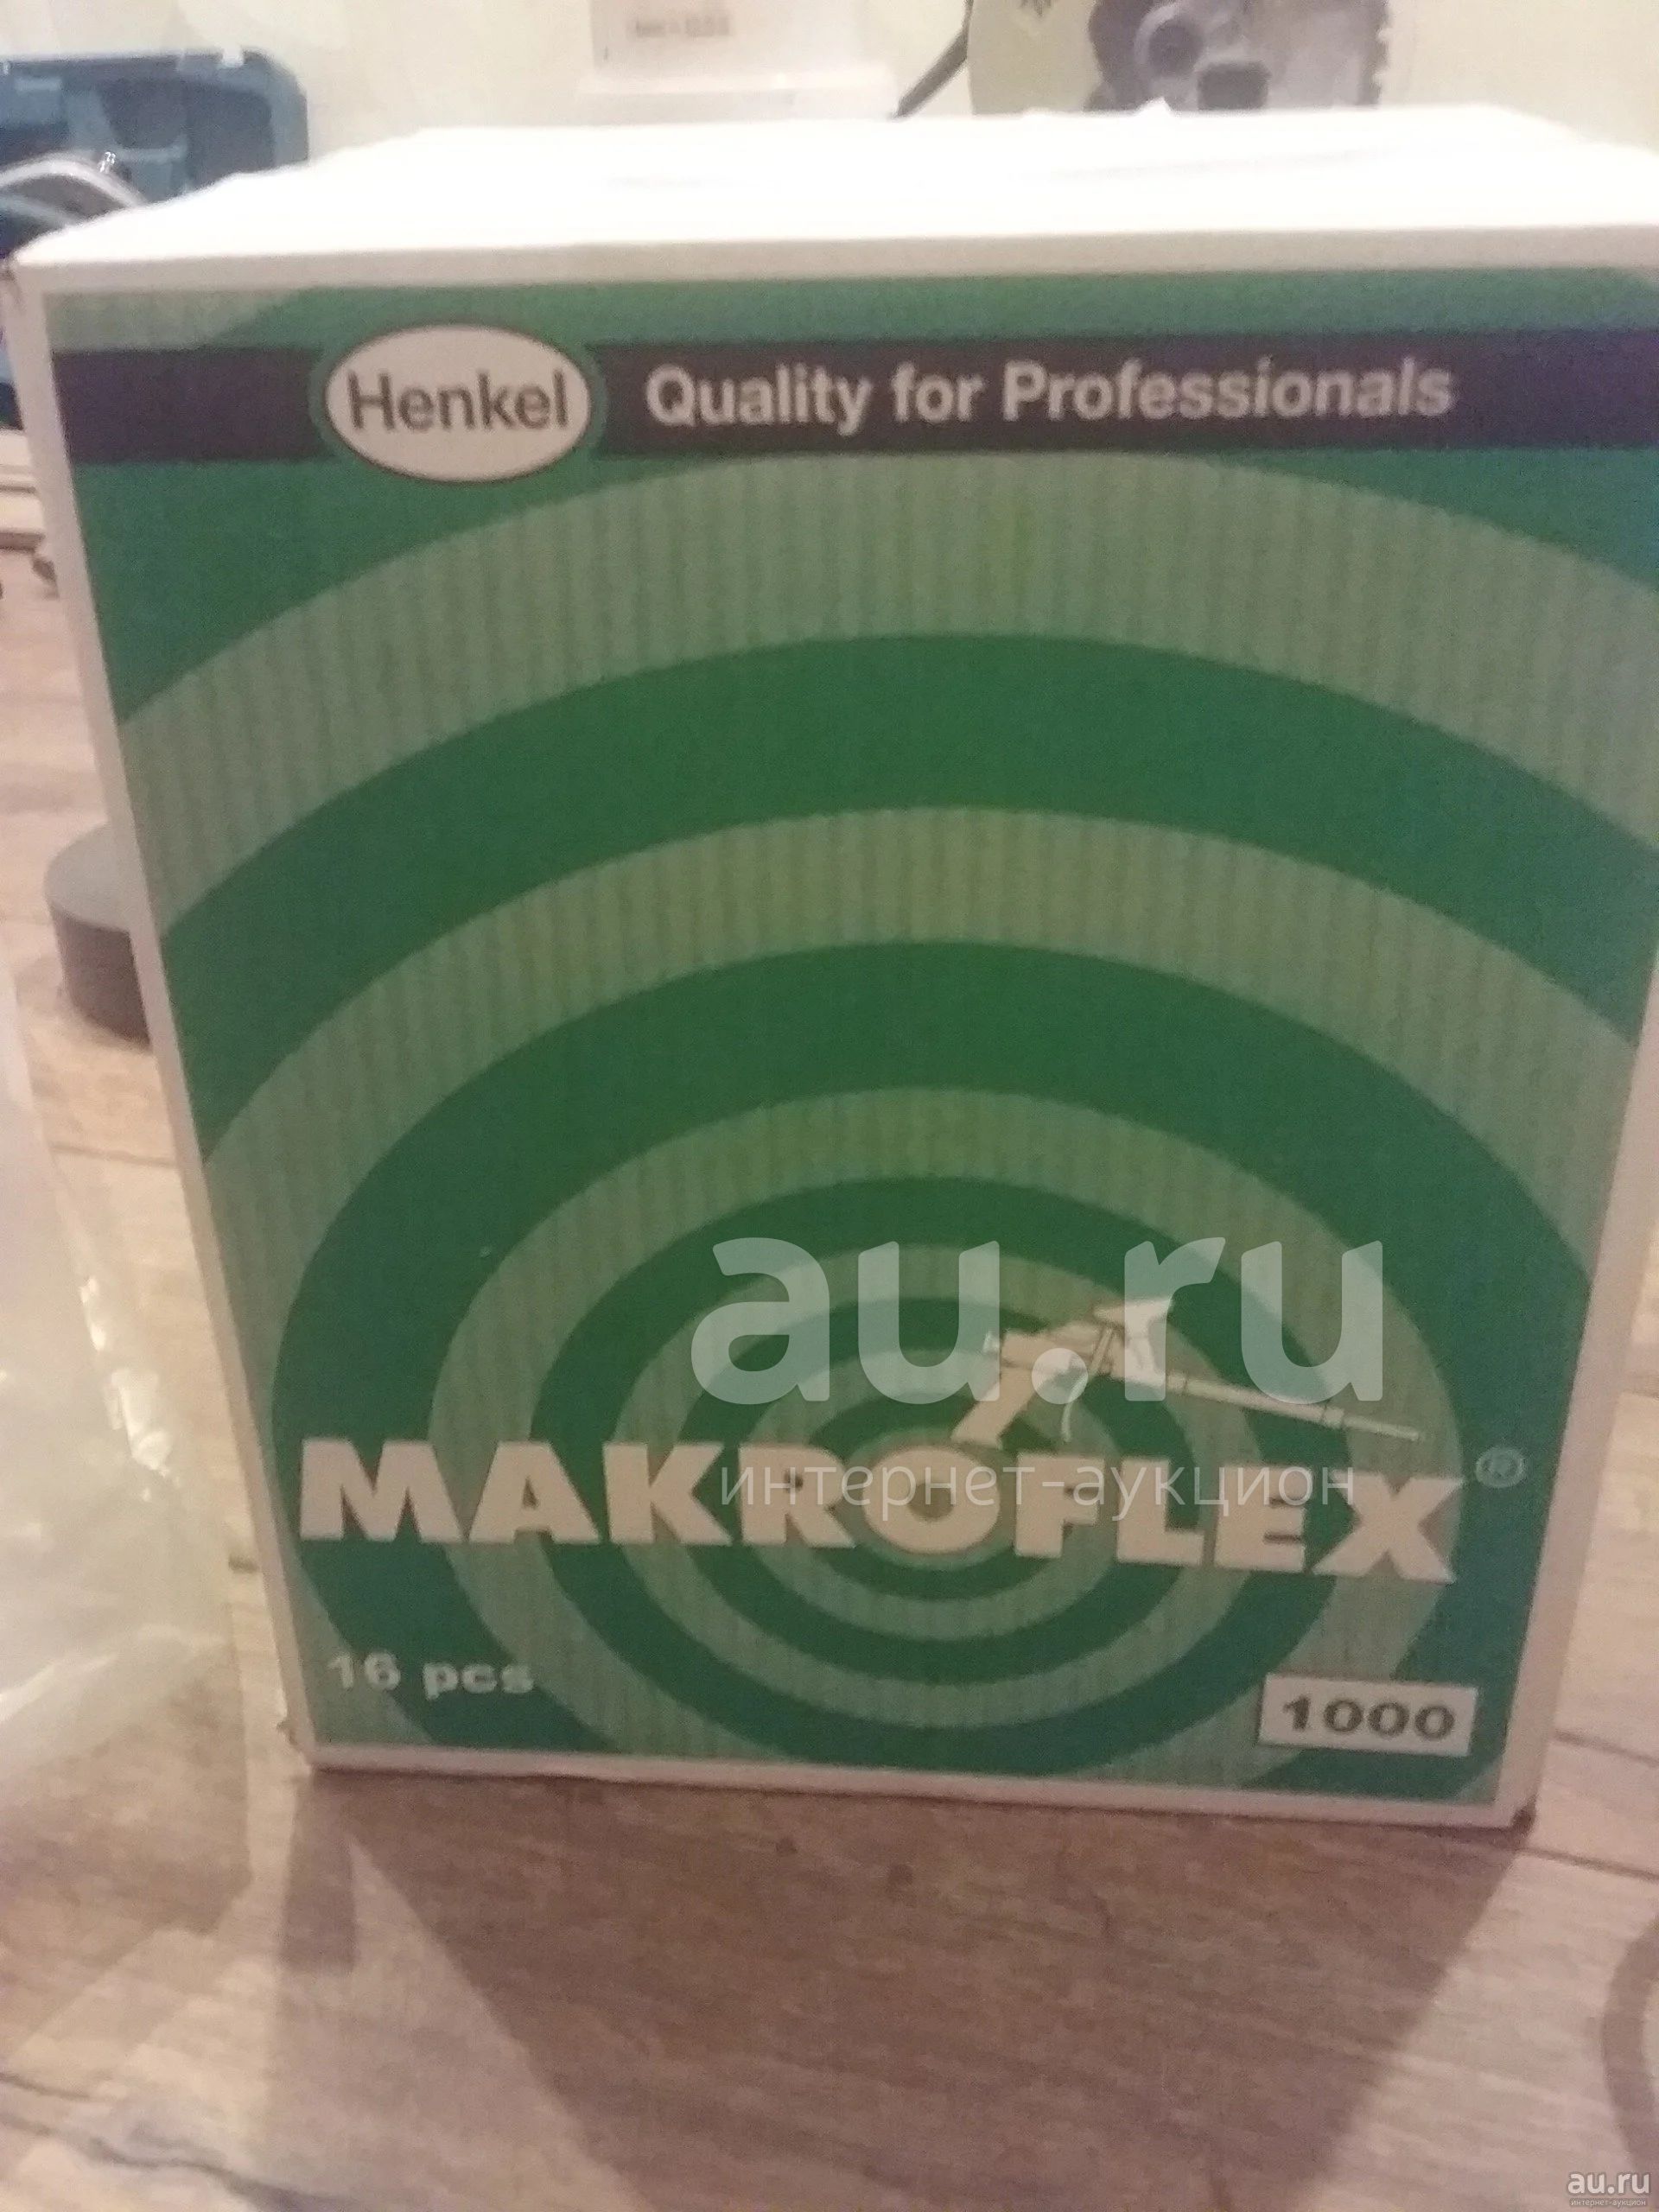 Henkel Quality for Professionals
au.ru
интернет-аукцион
MAKROFLEX®
16 pcs
1000
au.ru
интернет-аукцион